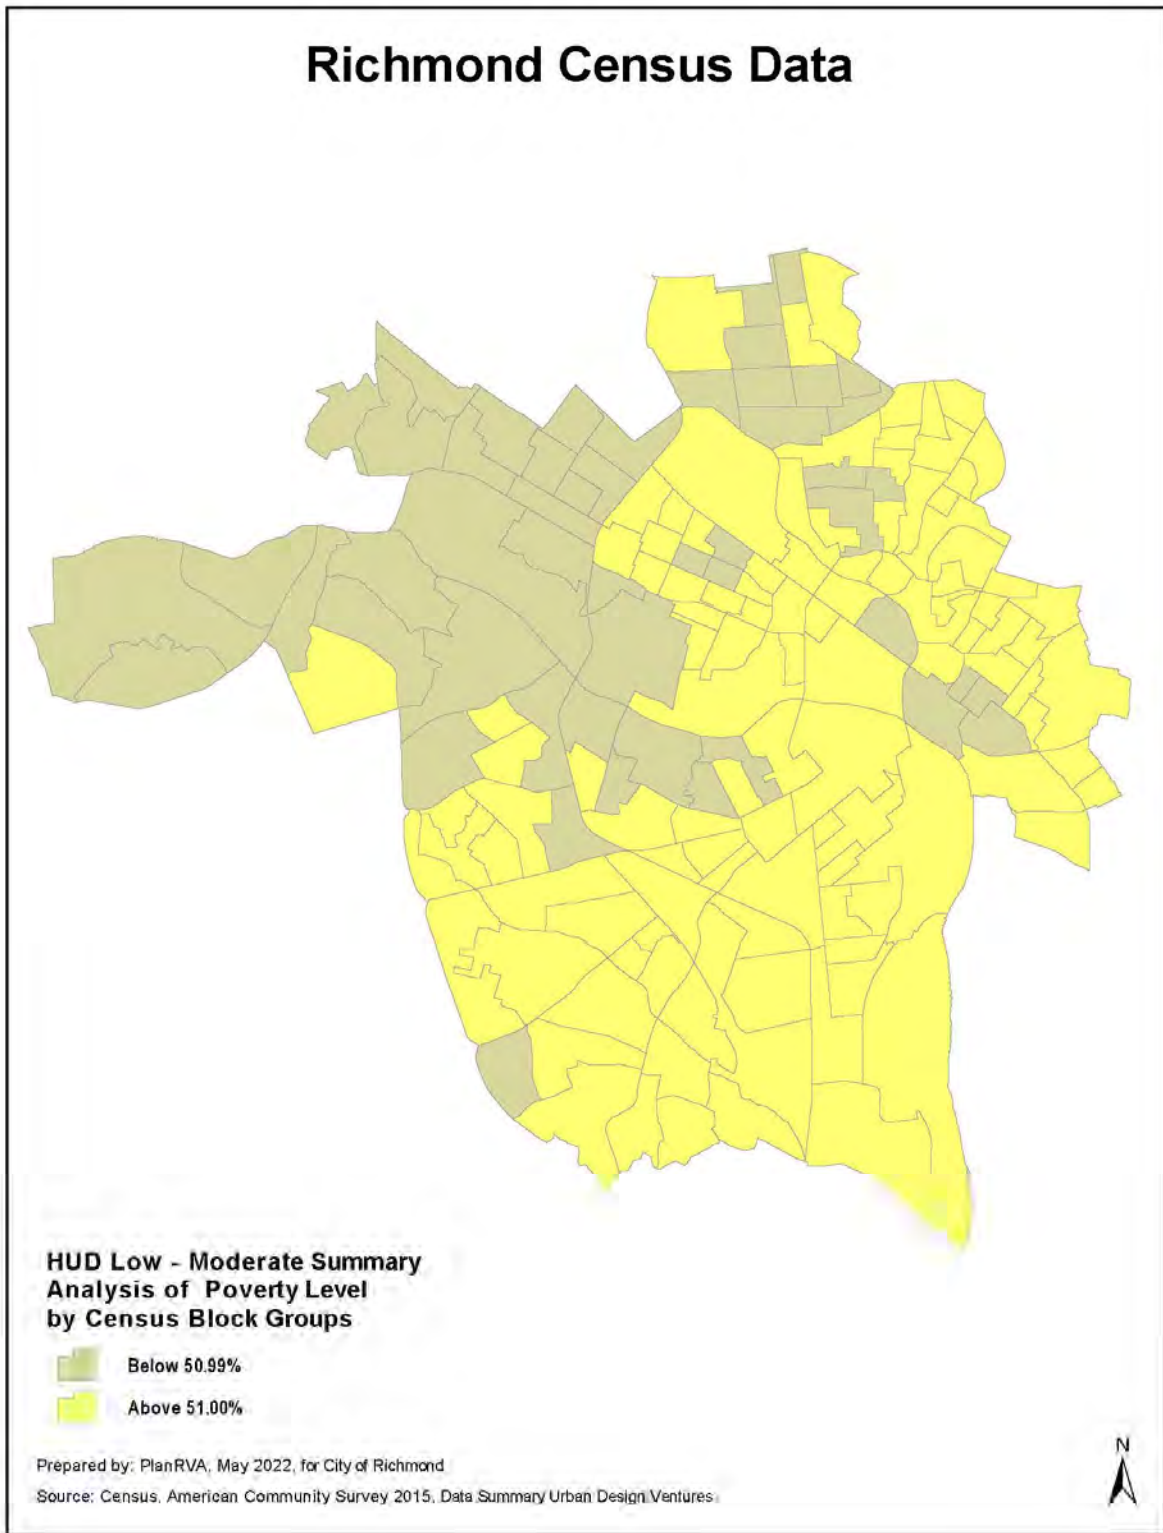 Richmond Census Data
HUD Low - Moderate Summary
Analysis of Poverty Level
by Census Block Groups
Below 50.99%
Above 51.00%
Prepared by: PlanRVA, May 2022, for City of Richmond
Source: Census, American Community Survey 2015, Data Summary Urban Design Ventures
N